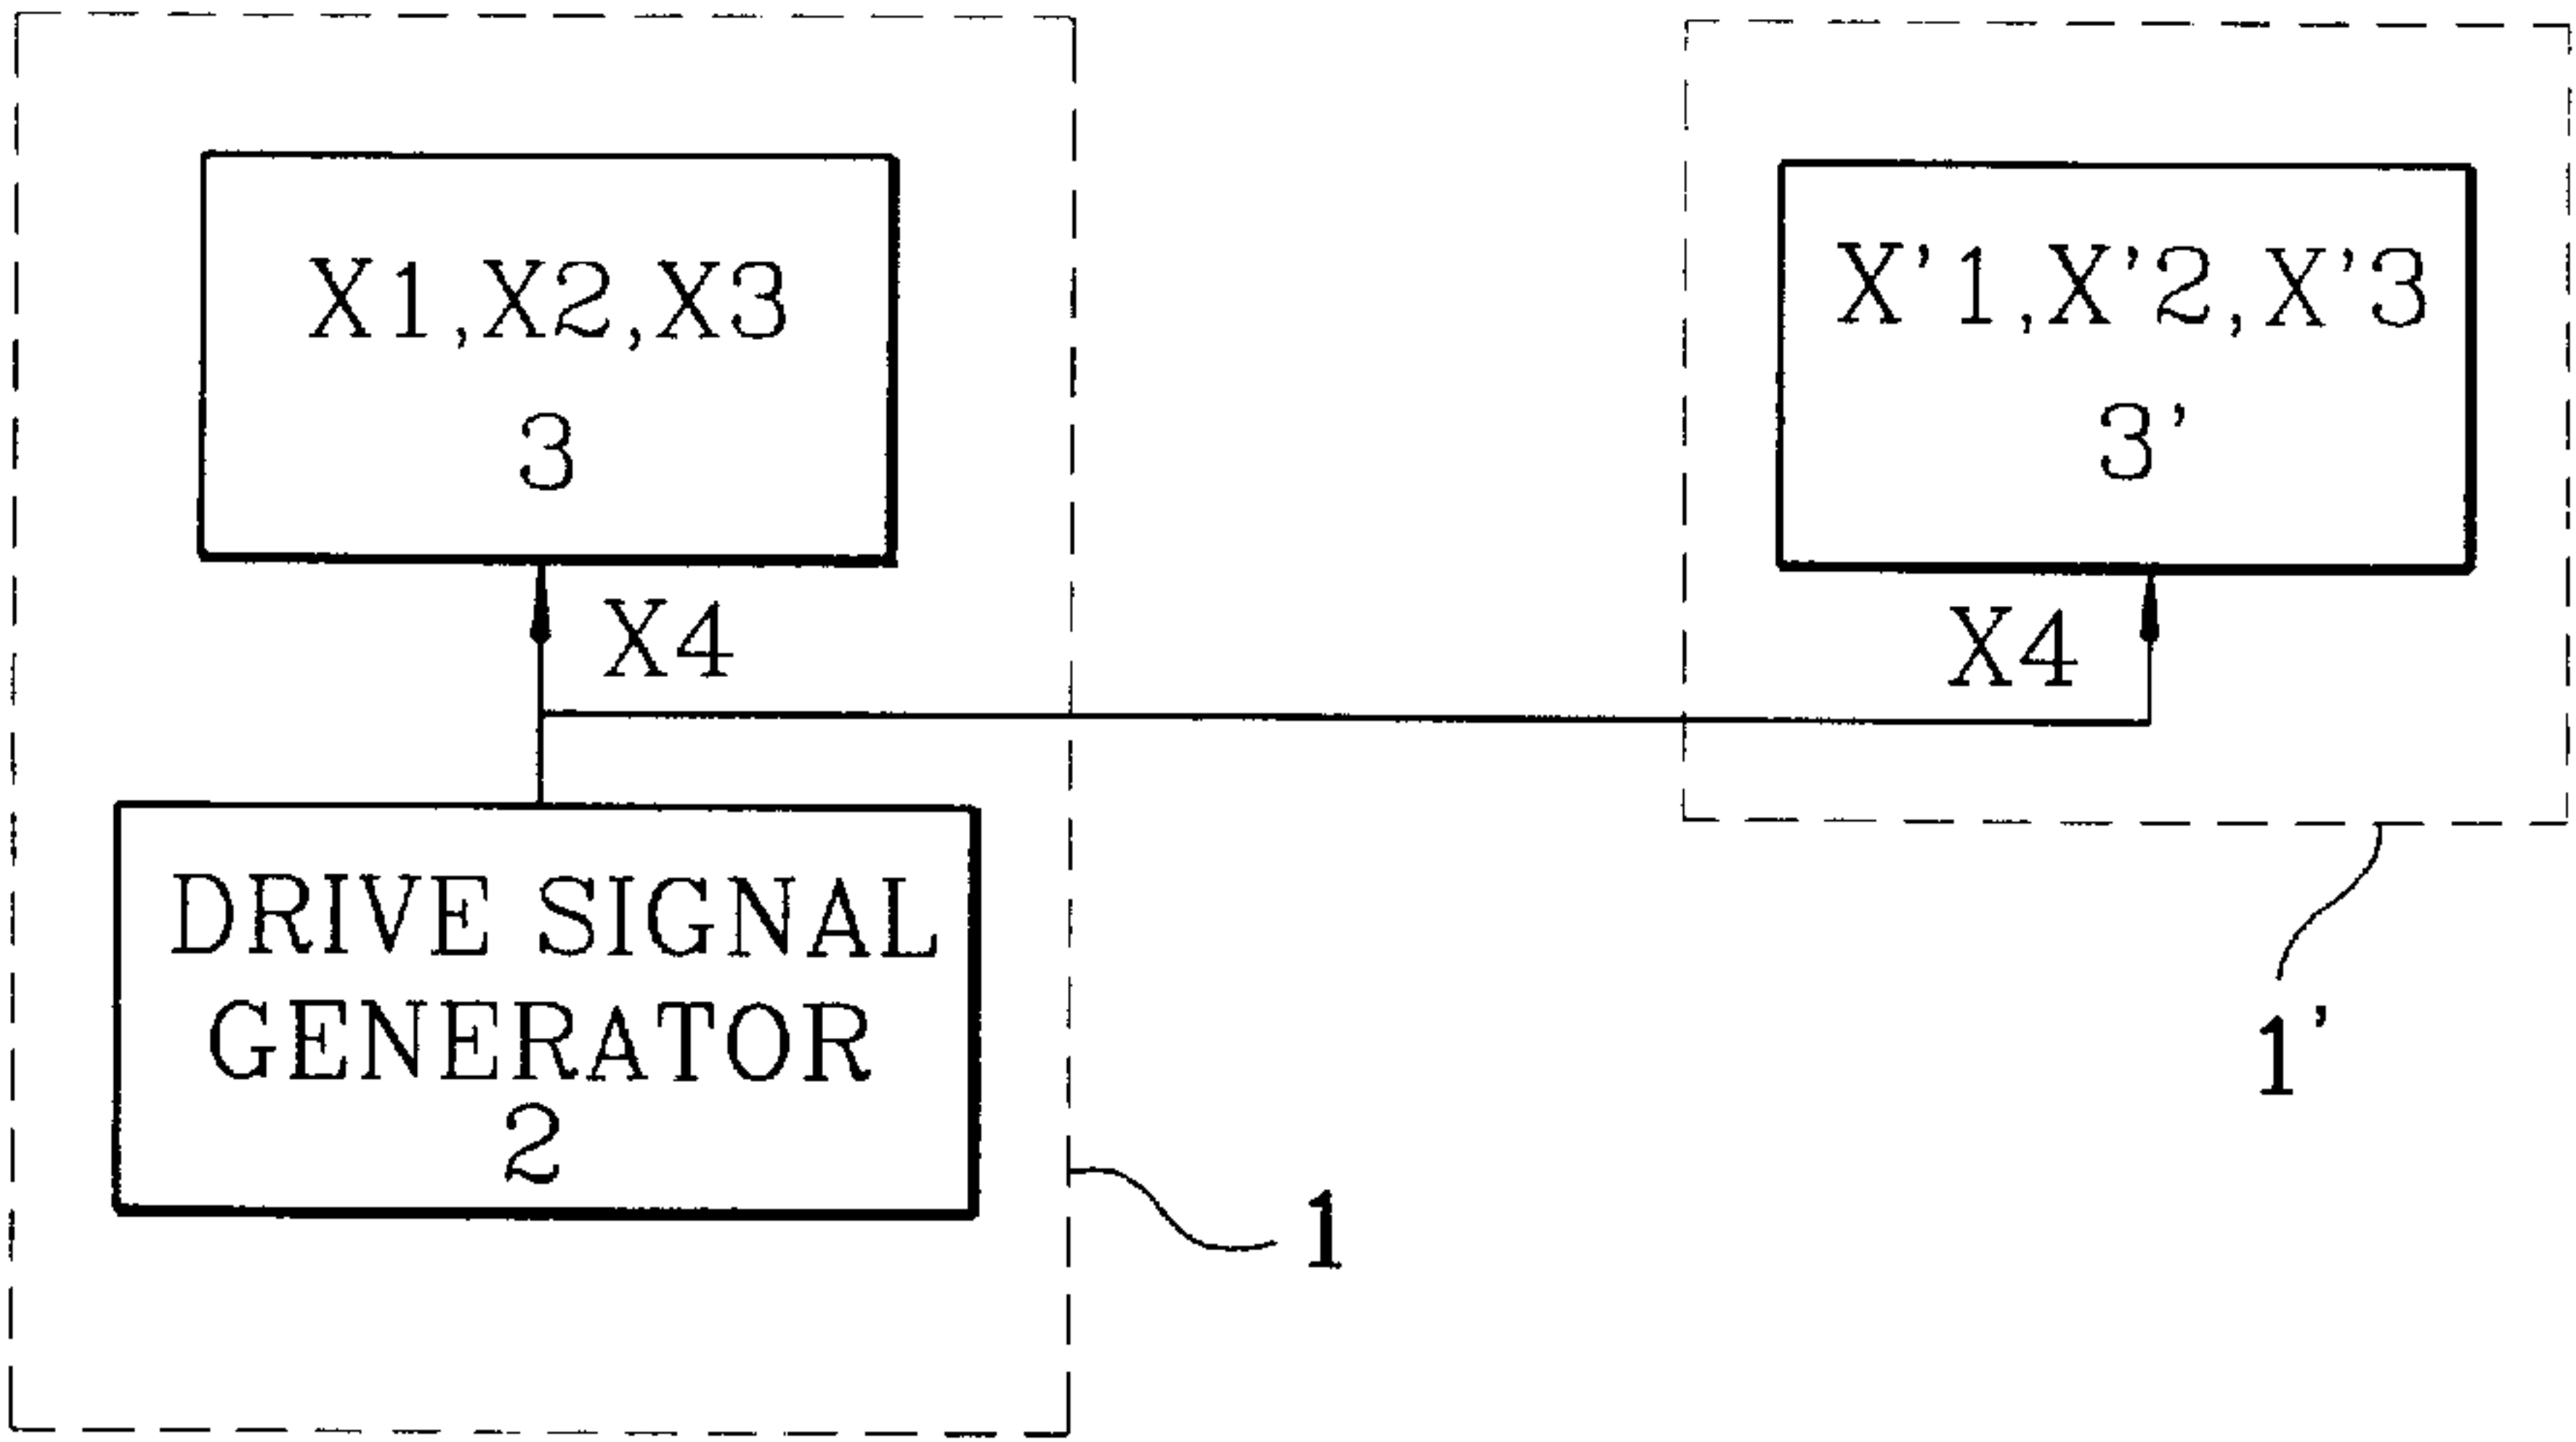 X1,X2,X3
3
X4
DRIVE SIGNAL
GENERATOR
2
1
X'1,X'2,X'3
3'
X4
1'